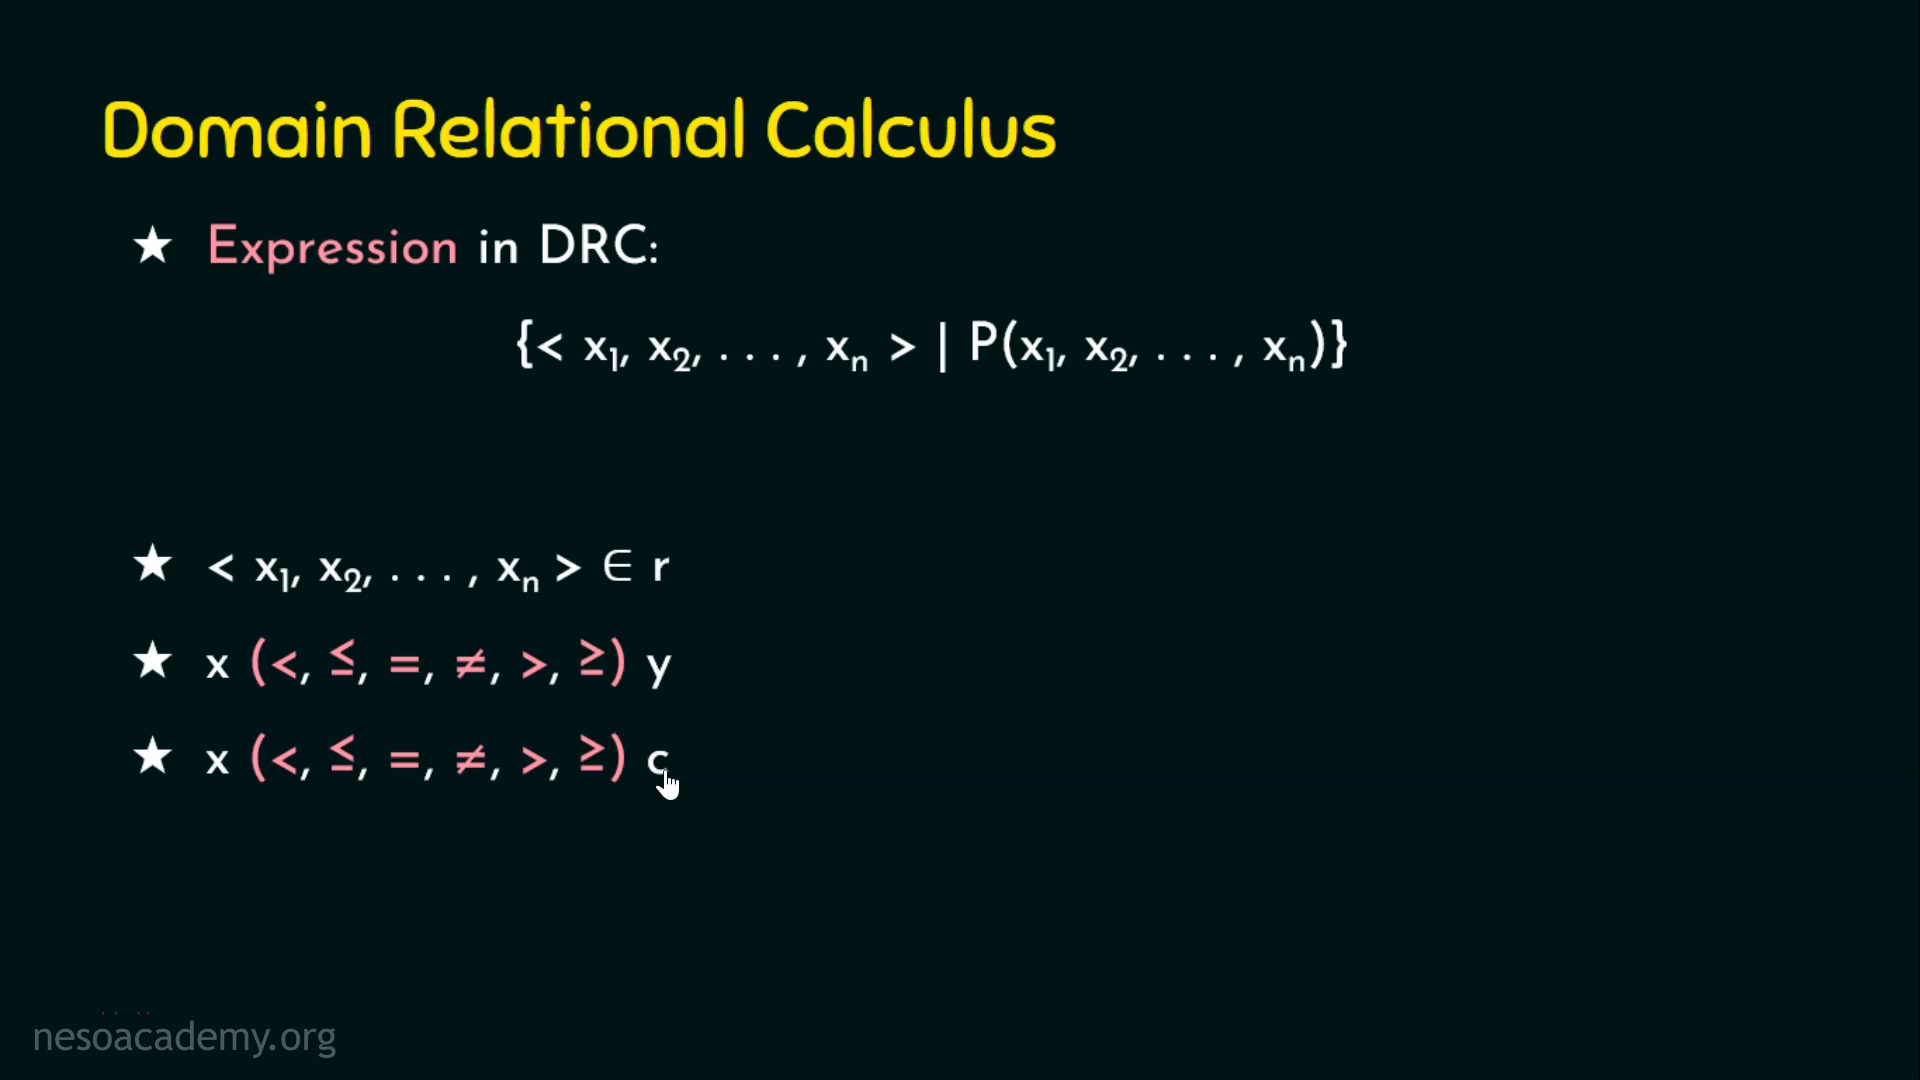 Domain Relational Calculus
★ Expression in DRC:
{< x₁, x₂, . . . , xₙ > | P(x₁, x₂, . . . , xₙ)}
★ < x₁, x₂, . . . , xₙ > ∈ r
★ x (<, ≤, =, ≠, >, ≥) y
★ x (<, ≤, =, ≠, >, ≥) c
nesoacademy.org